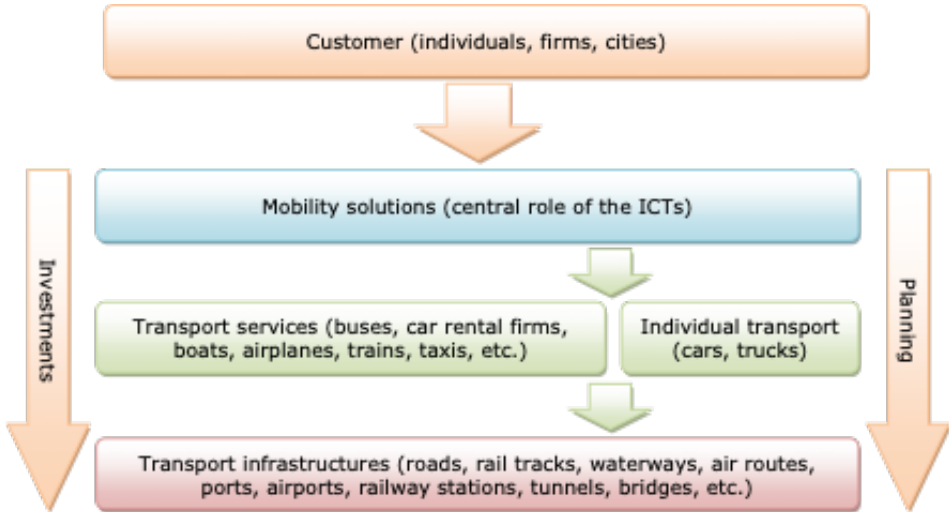 Customer (individuals, firms, cities)
Mobility solutions (central role of the ICTs)
Investments
Planning
Transport services (buses, car rental firms,
boats, airplanes, trains, taxis, etc.)
Individual transport
(cars, trucks)
Transport infrastructures (roads, rail tracks, waterways, air routes,
ports, airports, railway stations, tunnels, bridges, etc.)